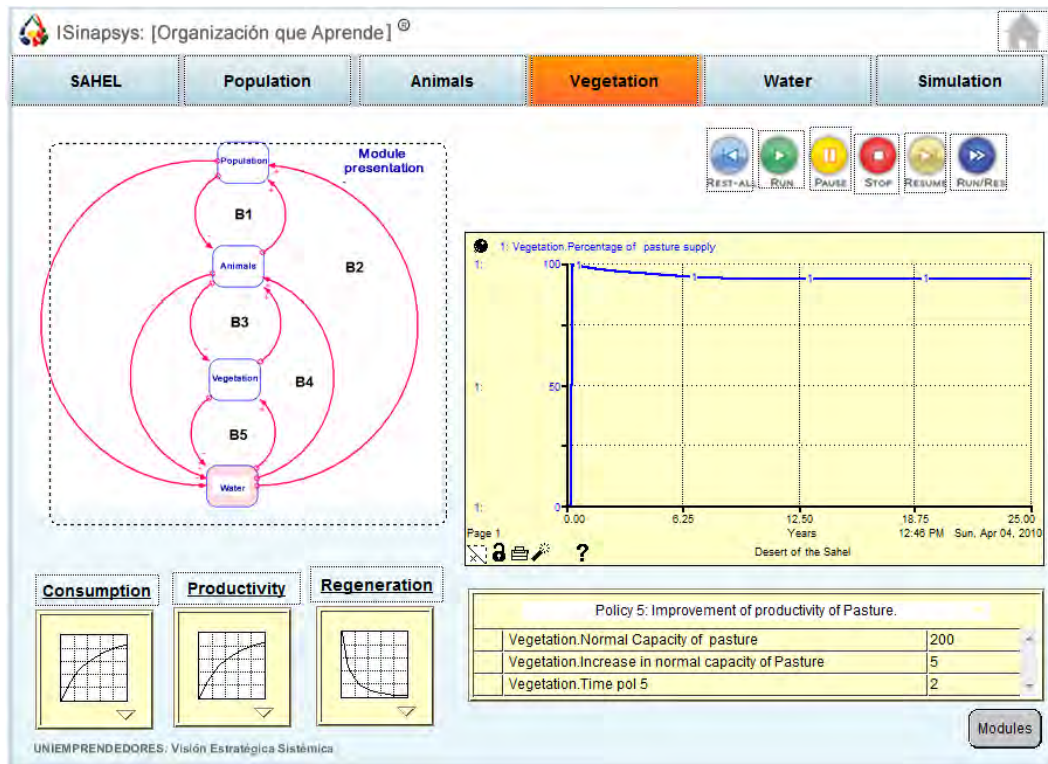 ISinapsys: [Organización que Aprende] ®
SAHEL Population Animals Vegetation Water Simulation
Module
presentation
Population
B1
Animals
B2
B3
Vegetation
B4
B5
Water
REST-ALL RUN PAUSE STOP RESUME RUN/RES
1: Vegetation.Percentage of pasture supply
1: 100
1 1 1 1
1: 50
1: 0
0.00 6.25 12.50 18.75 25.00
Page 1 Years 12:46 PM Sun, Apr 04, 2010
? Desert of the Sahel
Consumption Productivity Regeneration
Policy 5: Improvement of productivity of Pasture.
Vegetation.Normal Capacity of pasture 200
Vegetation.Increase in normal capacity of Pasture 5
Vegetation.Time pol 5 2
Modules
UNIEMPRENDEDORES. Visión Estratégica Sistémica